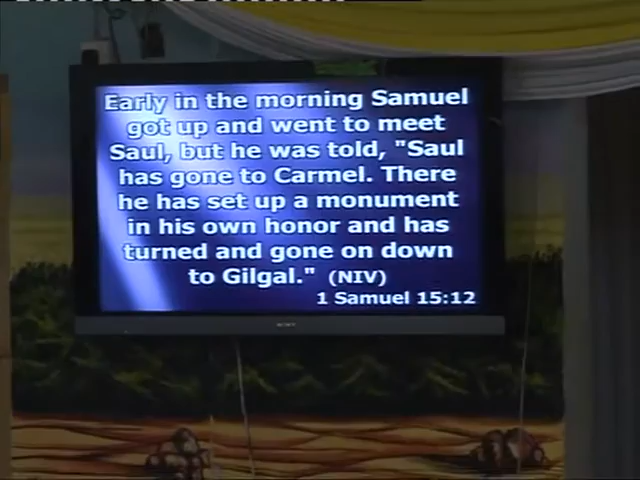 Early in the morning Samuel
got up and went to meet
Saul, but he was told, "Saul
has gone to Carmel. There
he has set up a monument
in his own honor and has
turned and gone on down
to Gilgal." (NIV)
1 Samuel 15:12
SONY